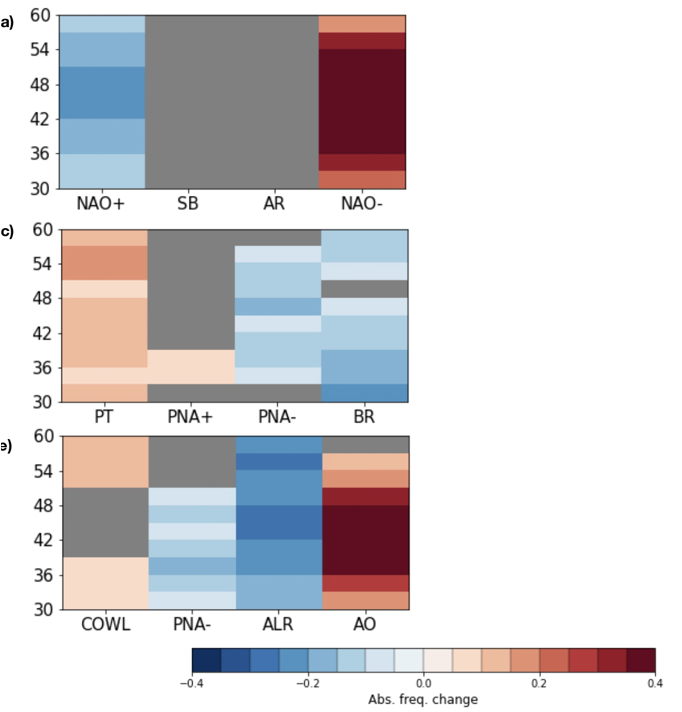 a)
60
54
48
42
36
30
NAO+ SB AR NAO-
c)
60
54
48
42
36
30
PT PNA+ PNA- BR
e)
60
54
48
42
36
30
COWL PNA- ALR AO
−0.4 −0.2 0.0 0.2 0.4
Abs. freq. change